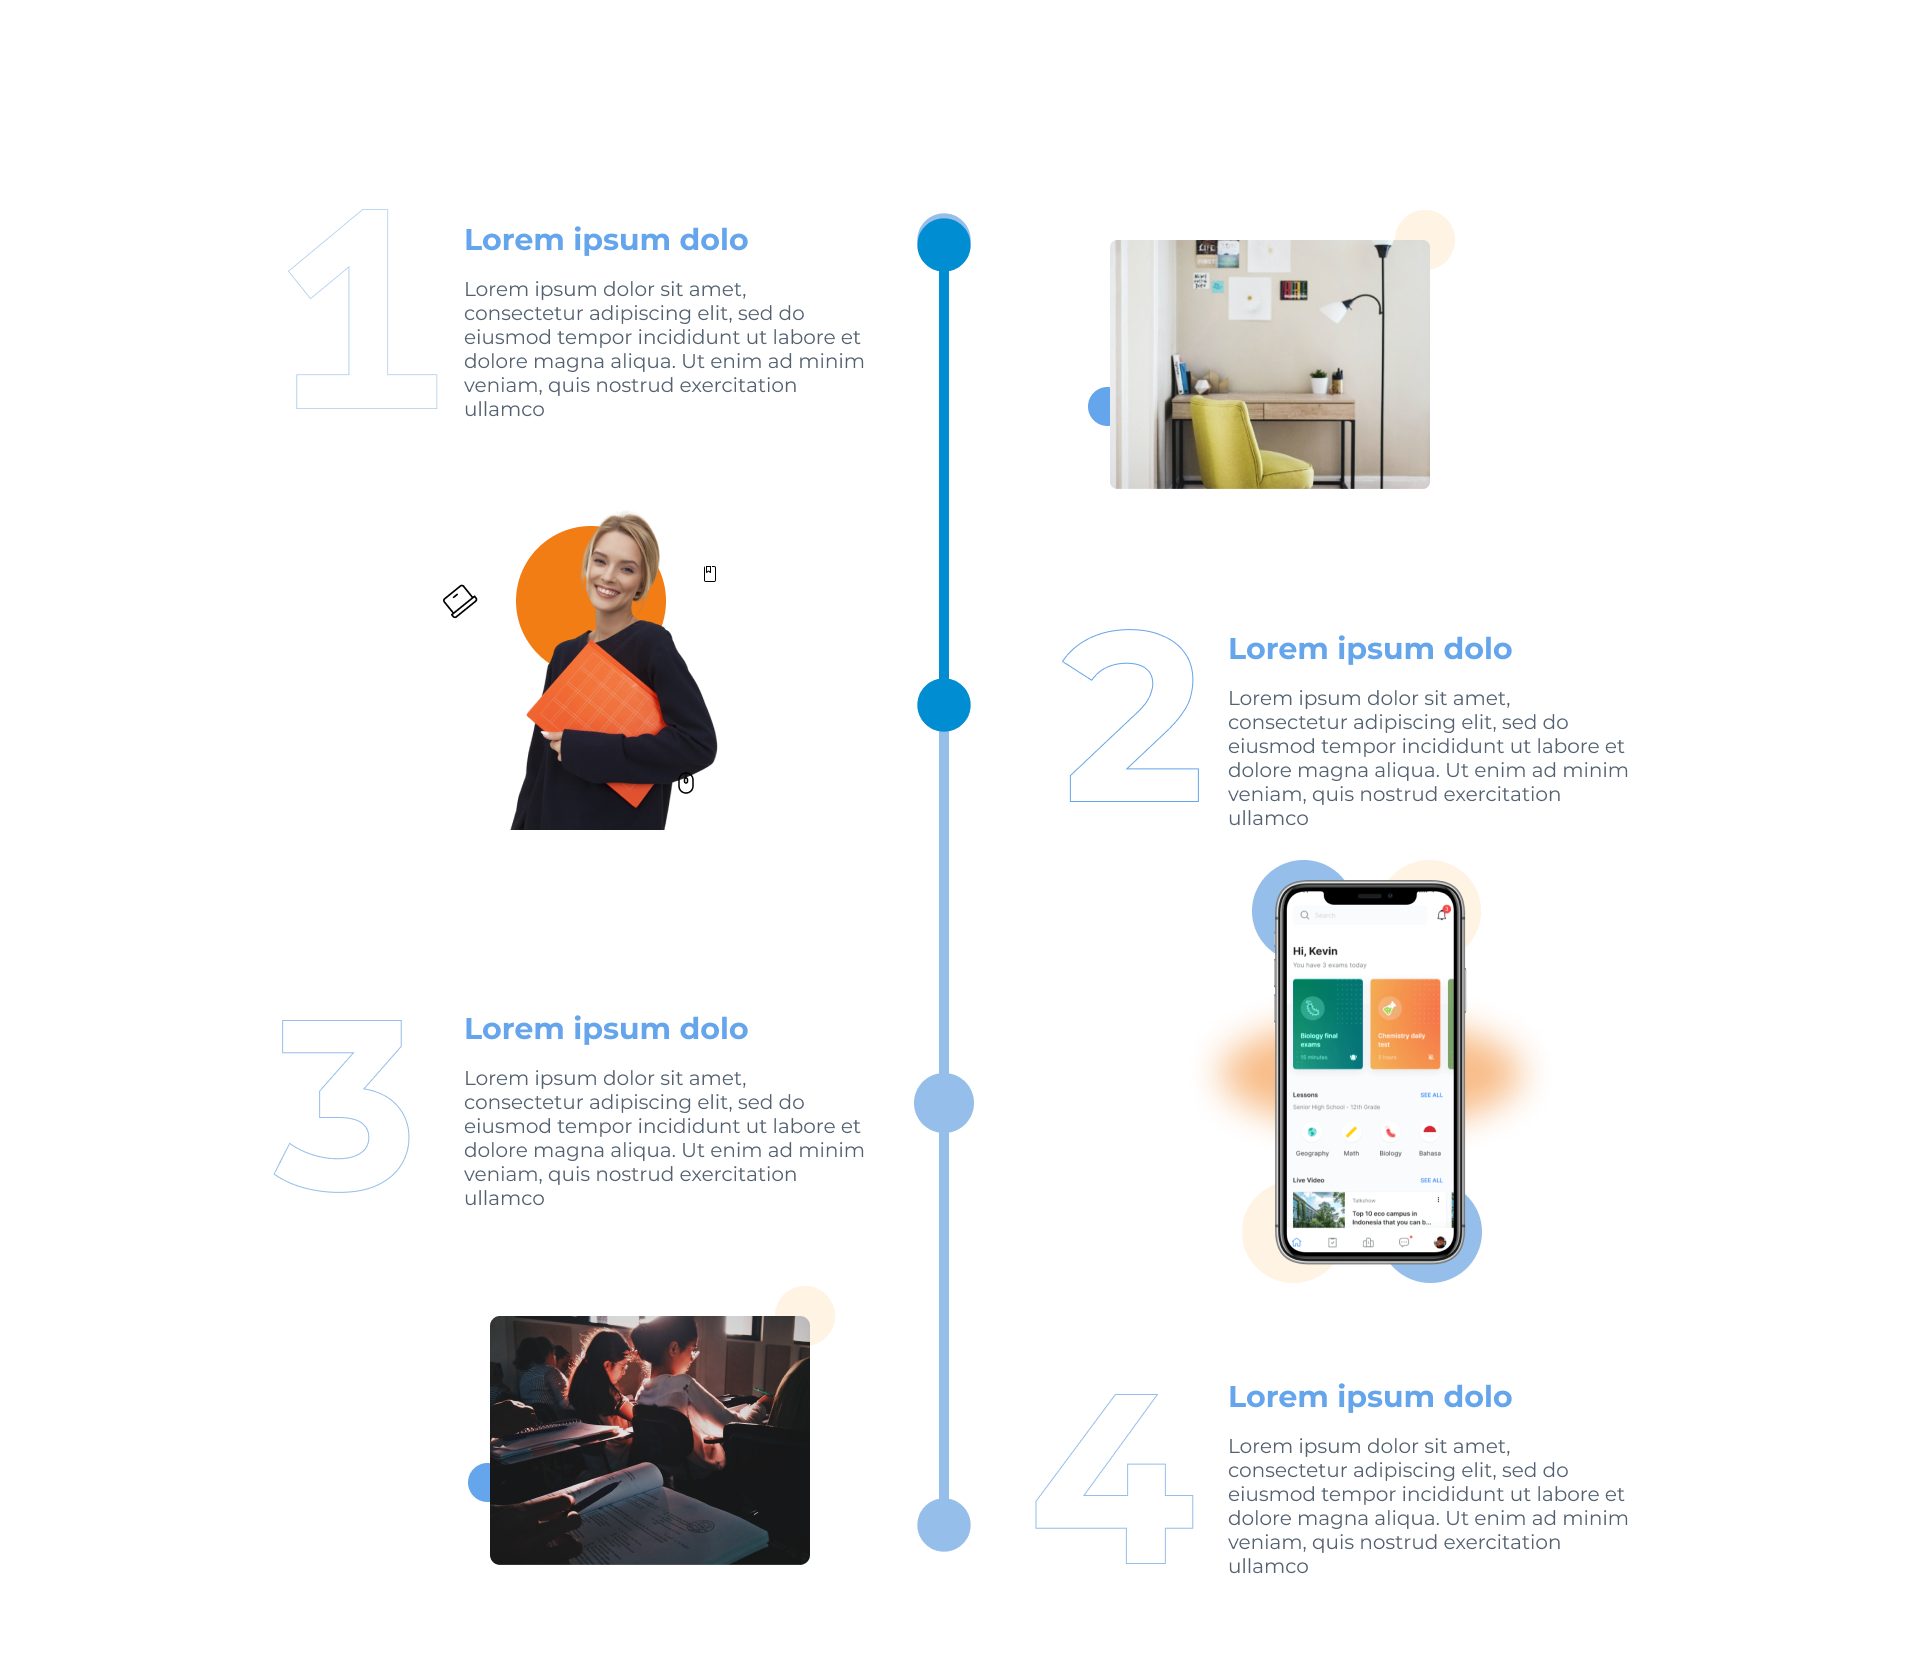 1
Lorem ipsum dolo
Lorem ipsum dolor sit amet,
consectetur adipiscing elit, sed do
eiusmod tempor incididunt ut labore et
dolore magna aliqua. Ut enim ad minim
veniam, quis nostrud exercitation
ullamco
2
Lorem ipsum dolo
Lorem ipsum dolor sit amet,
consectetur adipiscing elit, sed do
eiusmod tempor incididunt ut labore et
dolore magna aliqua. Ut enim ad minim
veniam, quis nostrud exercitation
ullamco
Search
Hi, Kevin
You have 3 exams today
Biology final
exams
15 minutes
Chemistry daily
test
2 hours
Lessons
SEE ALL
Senior High School - 12th Grade
Geography
Math
Biology
Bahasa
Live Video
SEE ALL
Talkshow
Top 10 eco campus in
Indonesia that you can b...
3
Lorem ipsum dolo
Lorem ipsum dolor sit amet,
consectetur adipiscing elit, sed do
eiusmod tempor incididunt ut labore et
dolore magna aliqua. Ut enim ad minim
veniam, quis nostrud exercitation
ullamco
4
Lorem ipsum dolo
Lorem ipsum dolor sit amet,
consectetur adipiscing elit, sed do
eiusmod tempor incididunt ut labore et
dolore magna aliqua. Ut enim ad minim
veniam, quis nostrud exercitation
ullamco